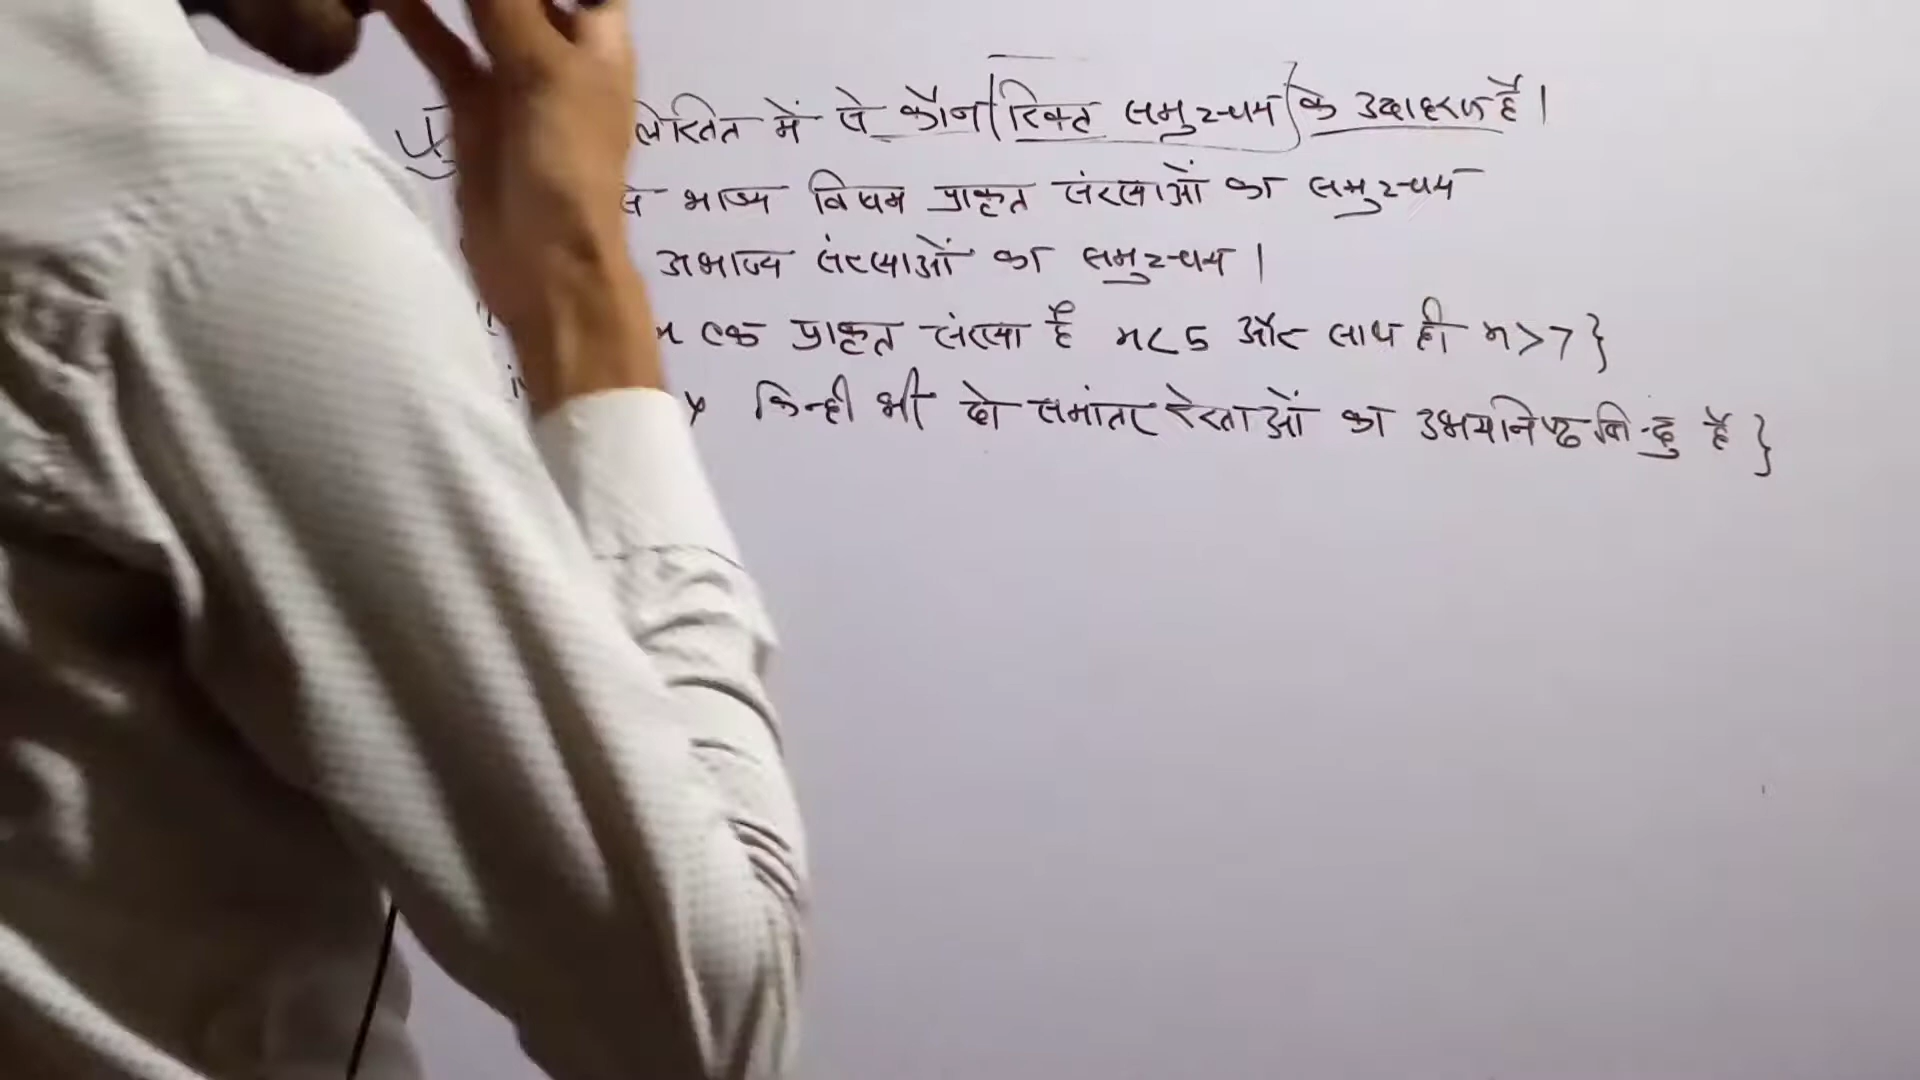 में से कौन रिक्त समुच्चय के उदाहरण है।
से भाज्य विषम प्राकृत संख्याओं का समुच्चय
अभाज्य संख्याओं का समुच्चय।
x एक प्राकृत संख्या है x<5 और साथ ही x>7}
y किन्ही भी दो समांतर रेखाओं का उभयनिष्ठ बिन्दु है}